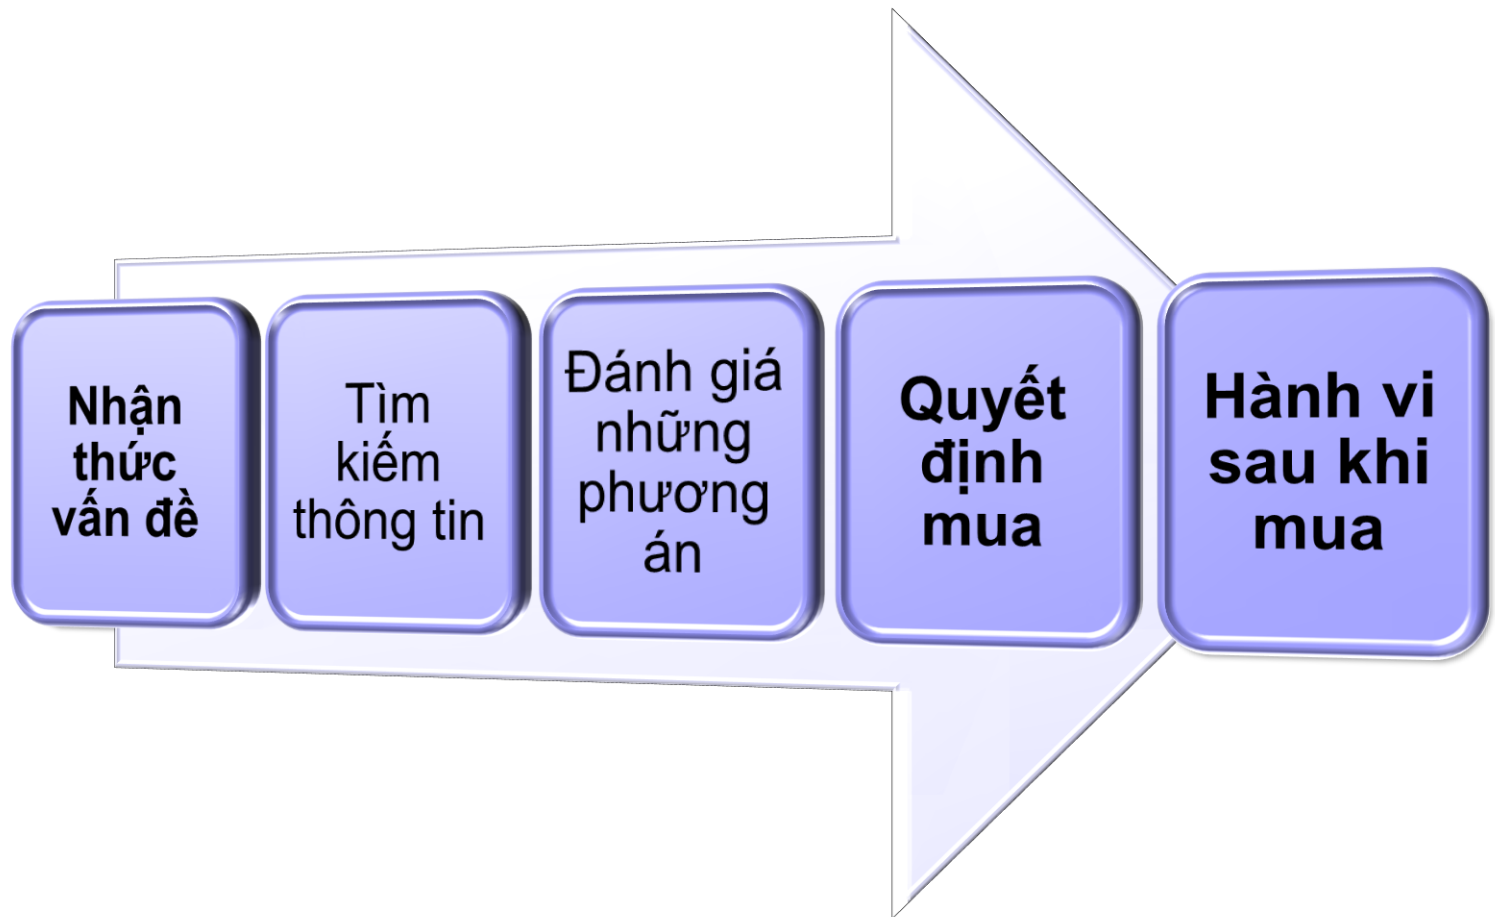 Nhận
thức
vấn đề
Tìm
kiếm
thông tin
Đánh giá
những
phương
án
Quyết
định
mua
Hành vi
sau khi
mua